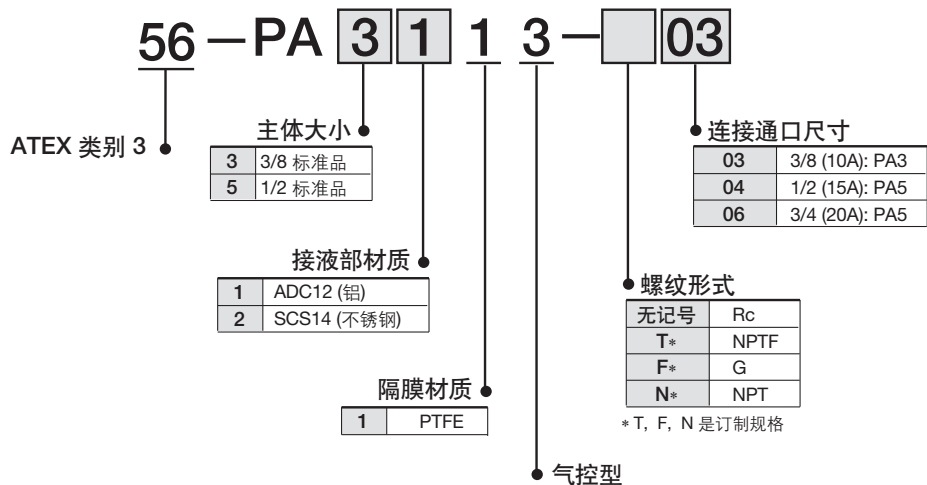 56－PA 3 1 1 3－ 03
ATEX 类别 3
主体大小
3 3/8 标准品
5 1/2 标准品
连接通口尺寸
03 3/8 (10A): PA3
04 1/2 (15A): PA5
06 3/4 (20A): PA5
接液部材质
1 ADC12 (铝)
2 SCS14 (不锈钢)
螺纹形式
无记号 Rc
T* NPTF
F* G
N* NPT
* T, F, N 是订制规格
隔膜材质
1 PTFE
气控型